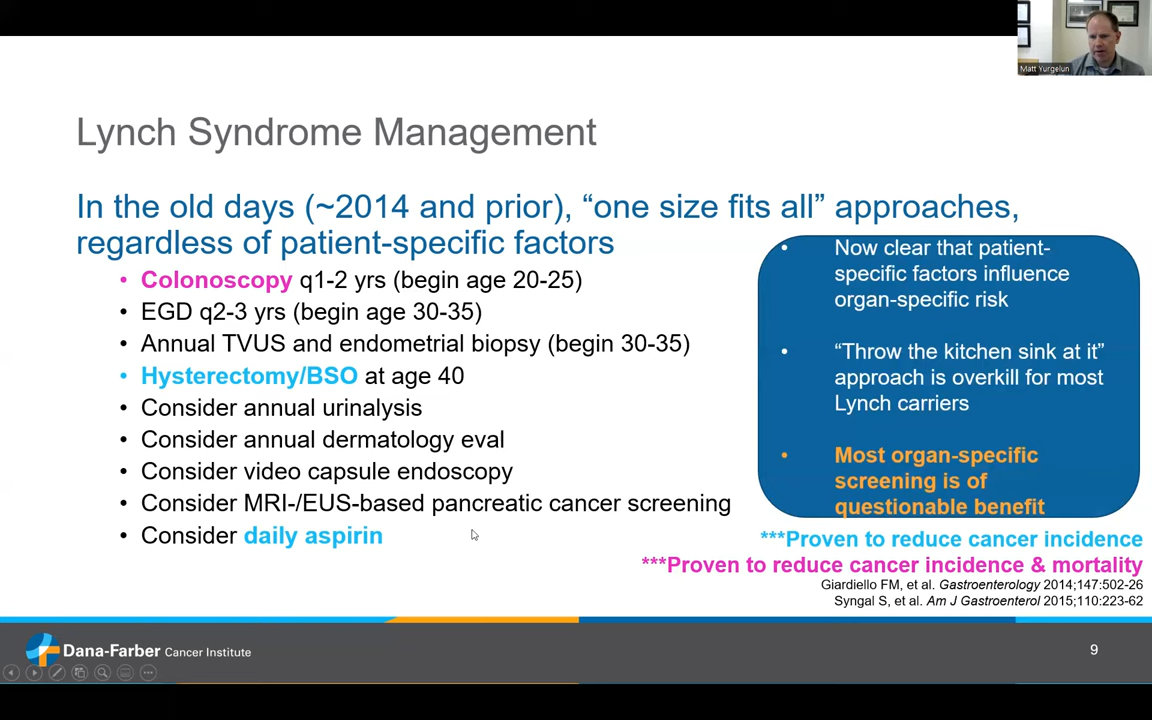 Matt Yurgelun
Lynch Syndrome Management
In the old days (~2014 and prior), “one size fits all” approaches,
regardless of patient-specific factors
• Colonoscopy q1-2 yrs (begin age 20-25)
• EGD q2-3 yrs (begin age 30-35)
• Annual TVUS and endometrial biopsy (begin 30-35)
• Hysterectomy/BSO at age 40
• Consider annual urinalysis
• Consider annual dermatology eval
• Consider video capsule endoscopy
• Consider MRI-/EUS-based pancreatic cancer screening
• Consider daily aspirin
• Now clear that patient-
specific factors influence
organ-specific risk
• “Throw the kitchen sink at it”
approach is overkill for most
Lynch carriers
• Most organ-specific
screening is of
questionable benefit
***Proven to reduce cancer incidence
***Proven to reduce cancer incidence & mortality
Giardiello FM, et al. Gastroenterology 2014;147:502-26
Syngal S, et al. Am J Gastroenterol 2015;110:223-62
Dana-Farber Cancer Institute
9